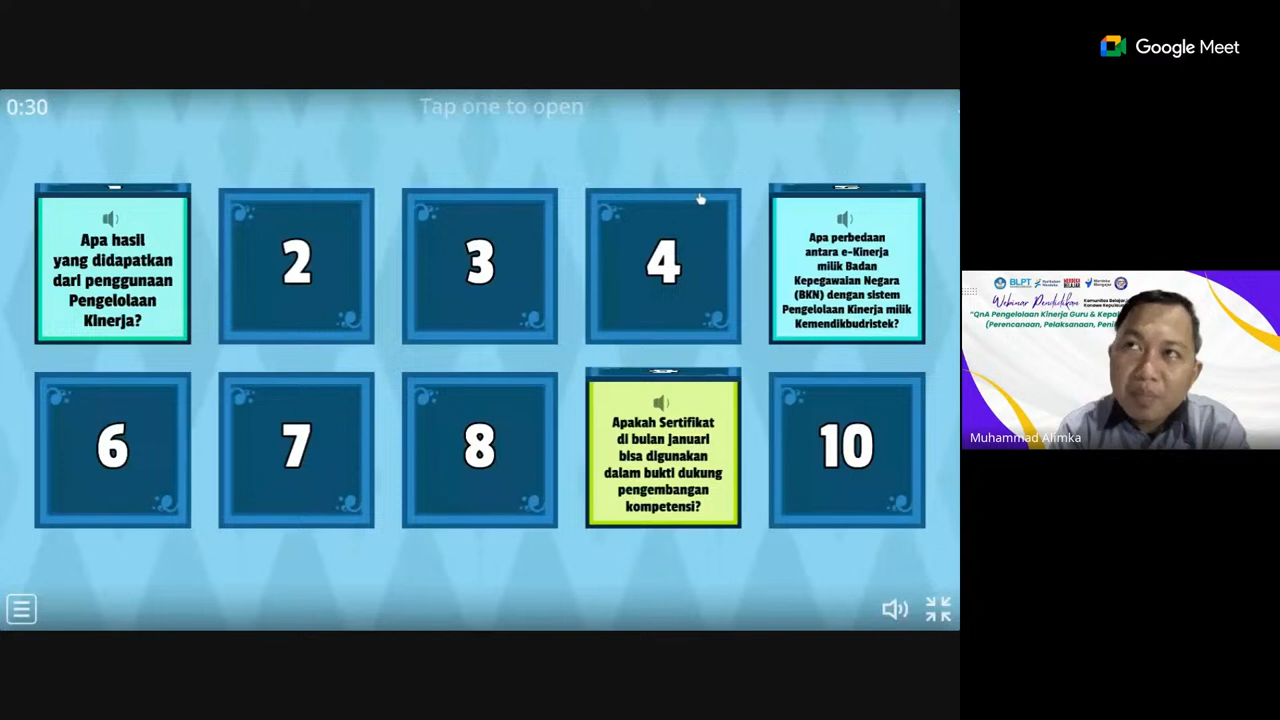 Google Meet
0:30
Tap one to open
Apa hasil
yang didapatkan
dari penggunaan
Pengelolaan
Kinerja?
2
3
4
Apa perbedaan
antara e-Kinerja
milik Badan
Kepegawaian Negara
(BKN) dengan sistem
Pengelolaan Kinerja milik
Kemendikbudristek?
6
7
8
Apakah Sertifikat
di bulan Januari
bisa digunakan
dalam bukti dukung
pengembangan
kompetensi?
10
BLPT
Webinar Pendidikan
Komunitas Belajar
"QnA Pengelolaan Kinerja Guru &
(Perencanaan, Pelaksanaan,
Muhammad Alimka